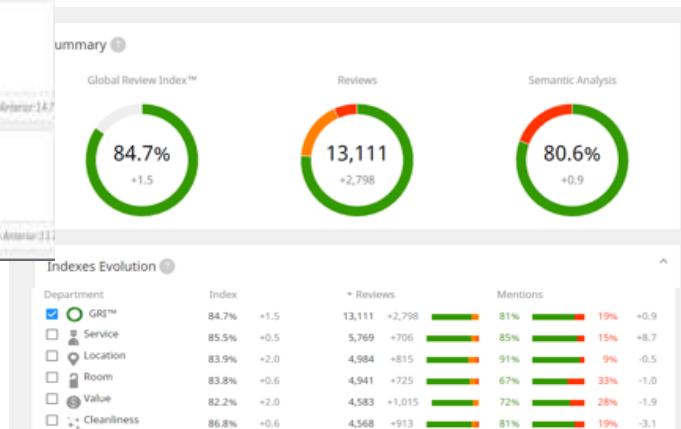 ummary ?
Global Review Index™ Reviews Semantic Analysis
84.7% 13,111 80.6%
+1.5 +2,798 +0.9
Anterior:
Anterior:
Indexes Evolution ?
Department Index Reviews Mentions
GRI™ 84.7% +1.5 13,111 +2,798 81% 19% +0.9
Service 85.5% +0.5 5,769 +706 85% 15% +8.7
Location 83.9% +2.0 4,984 +815 91% 9% -0.5
Room 83.8% +0.6 4,941 +725 67% 33% -1.0
Value 82.2% +2.0 4,583 +1,015 72% 28% -1.9
Cleanliness 86.8% +0.6 4,568 +913 81% 19% -3.1